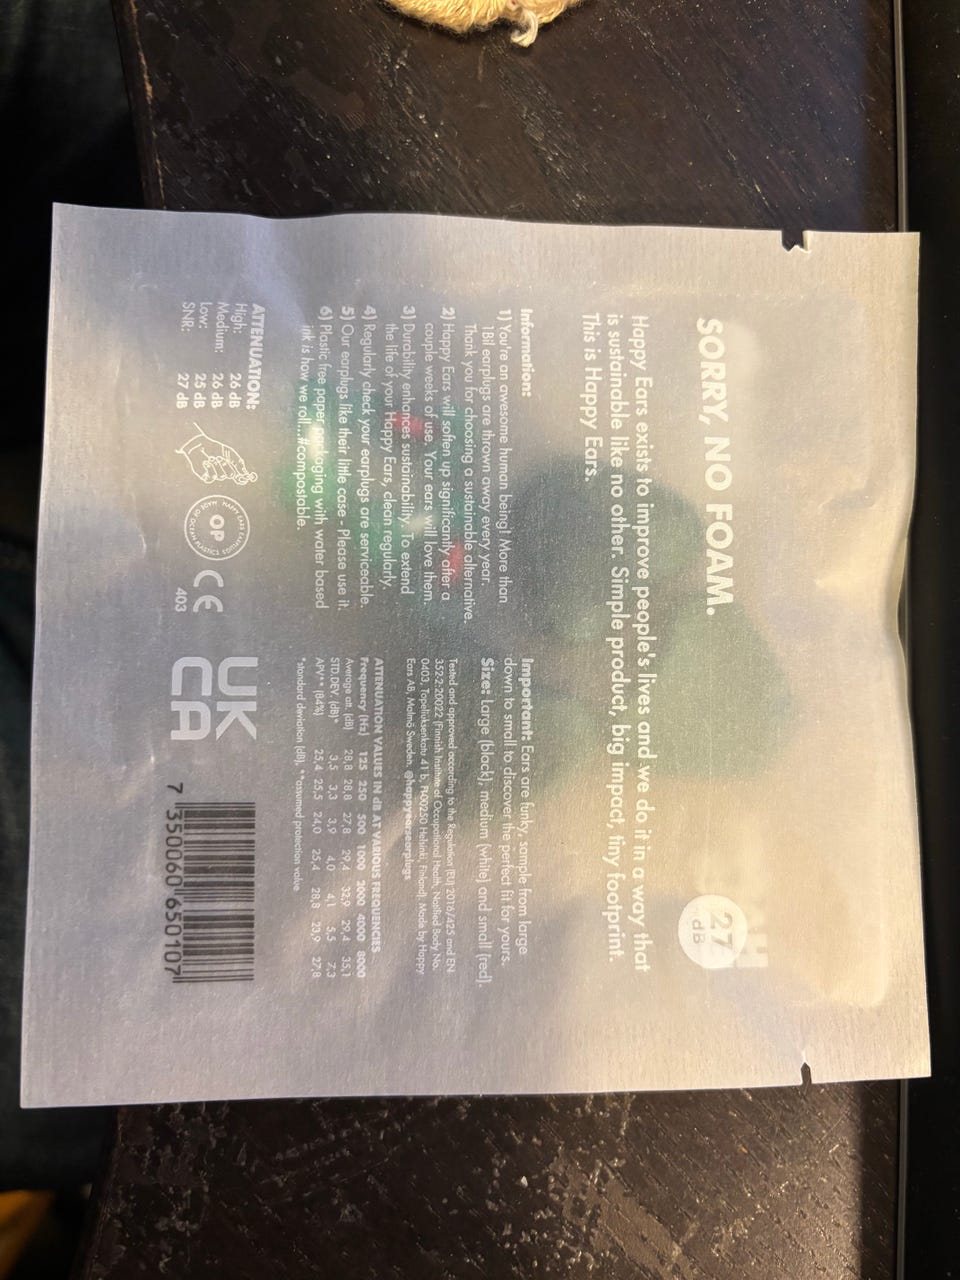 SORRY, NO FOAM.
27
dB
Happy Ears exists to improve people's lives and we do it in a way that
is sustainable like no other. Simple product, big impact, tiny footprint.
This is Happy Ears.
Information:
1) You're an awesome human being! More than
1Bil earplugs are thrown away every year.
Thank you for choosing a sustainable alternative.
2) Happy Ears will soften up significantly after a
couple weeks of use. Your ears will love them.
3) Durability enhances sustainability. To extend
the life of your Happy Ears, clean regularly.
4) Regularly check your earplugs are serviceable.
5) Our earplugs like their little case - Please use it.
6) Plastic free paper packaging with water based
ink is how we roll...#compostable.
Important: Ears are funky, sample from large
down to small to discover the perfect fit for yours.
Size: Large (black), medium (white) and small (red).
Tested and approved according to the Regulation (EU) 2016/425 and EN
352-2:20022 (Finnish Institute of Occupational Health, Notified Body No.
0403, Topeliuksenkatu 41 b, FI-00250 Helsinki, Finland). Made by Happy
Ears AB, Malmö Sweden. @happyearsearplugs
ATTENUATION VALUES IN dB AT VARIOUS FREQUENCIES
Frequency (Hz) 125 250 500 1000 2000 4000 8000
Average att. (dB) 28,8 28,8 27,8 29,4 32,9 29,4 35,1
STD.DEV. (dB)* 3,5 3,3 3,9 4,0 4,1 5,5 7,3
APV** (84%) 25,4 25,5 24,0 25,4 28,8 23,9 27,8
*standard deviation (dB), **assumed protection value
ATTENUATION:
High: 26 dB
Medium: 26 dB
Low: 25 dB
SNR: 27 dB
OP
HAPPY EARS EARPLUGS
MADE OF OCEAN PLASTICS
CE
403
UK
CA
7 350060 650107